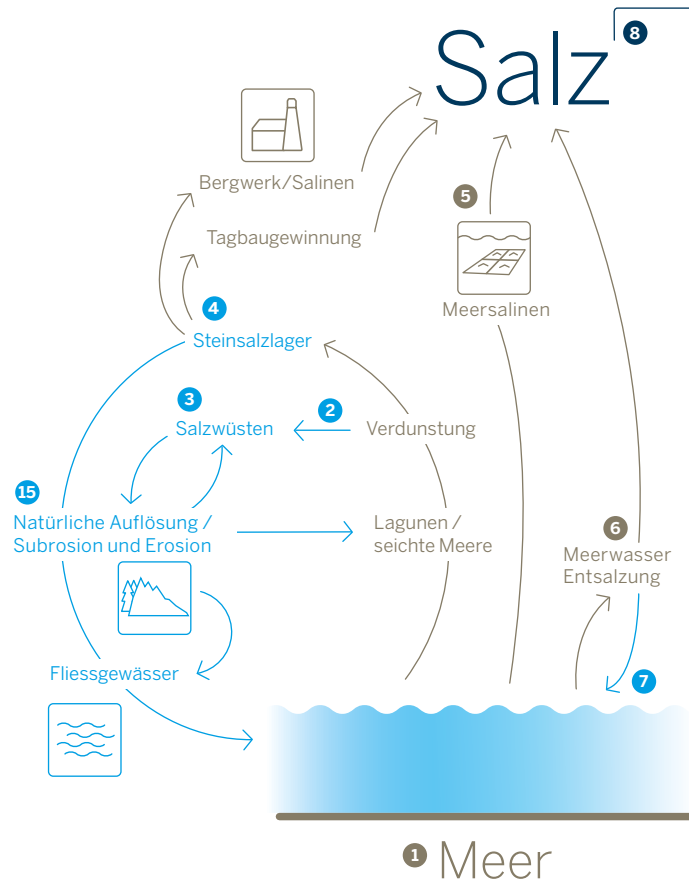 Salz
8
Bergwerk/Salinen
5
Tagbaugewinnung
Meersalinen
4
Steinsalzlager
3
2
Salzwüsten
Verdunstung
15
Natürliche Auflösung /
Subrosion und Erosion
Lagunen /
seichte Meere
6
Meerwasser
Entsalzung
Fliessgewässer
7
1 Meer